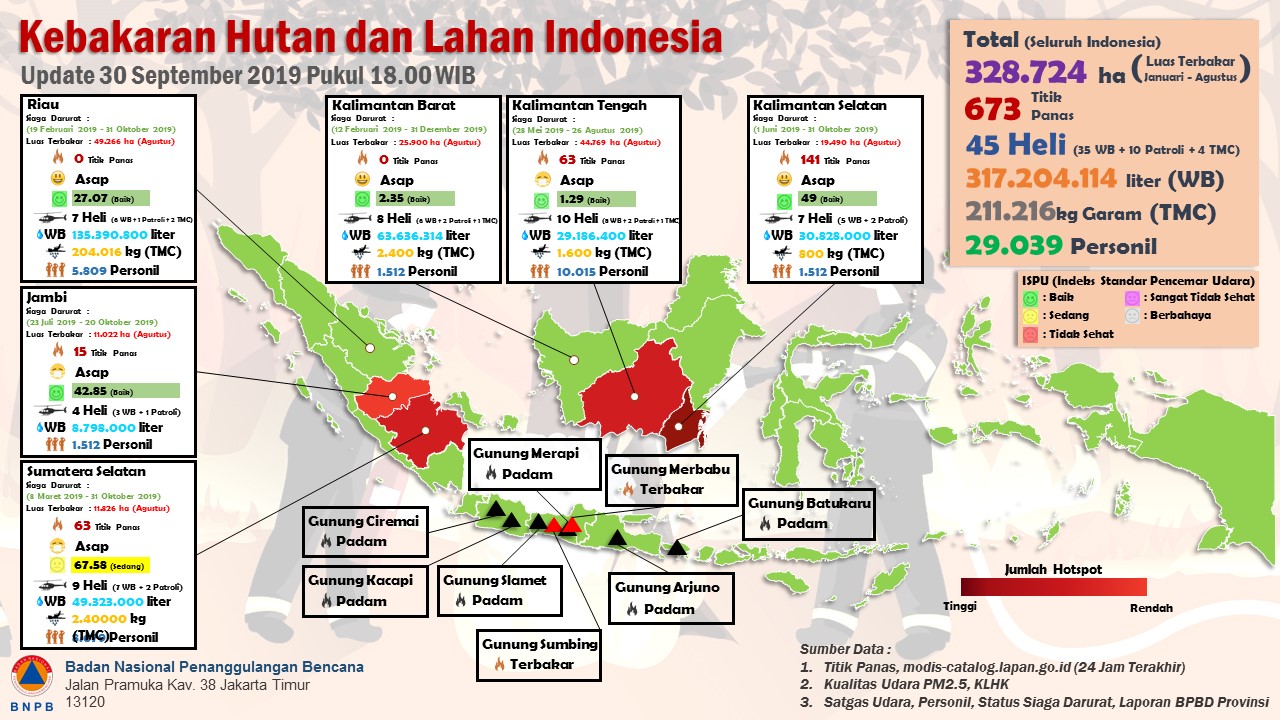 Kebakaran Hutan dan Lahan Indonesia
Update 30 September 2019 Pukul 18.00 WIB
Total (Seluruh Indonesia)
328.724 ha (Luas Terbakar Januari - Agustus)
673 Titik Panas
45 Heli (35 WB + 10 Patroli + 4 TMC)
317.204.114 liter (WB)
211.216kg Garam (TMC)
29.039 Personil
ISPU (Indeks Standar Pencemar Udara)
: Baik
: Sedang
: Tidak Sehat
: Sangat Tidak Sehat
: Berbahaya
Riau
Siaga Darurat :
(19 Februari 2019 - 31 Oktober 2019)
Luas Terbakar : 49.266 ha (Agustus)
0 Titik Panas
Asap
27.07 (Baik)
7 Heli (6 WB + 1 Patroli + 2 TMC)
WB 135.390.800 liter
204.016 kg (TMC)
5.809 Personil
Kalimantan Barat
Siaga Darurat :
(12 Februari 2019 - 31 Desember 2019)
Luas Terbakar : 25.900 ha (Agustus)
0 Titik Panas
Asap
2.35 (Baik)
8 Heli (6 WB + 2 Patroli + 1 TMC)
WB 63.636.314 liter
2.400 kg (TMC)
1.512 Personil
Kalimantan Tengah
Siaga Darurat :
(28 Mei 2019 - 26 Agustus 2019)
Luas Terbakar : 44.769 ha (Agustus)
63 Titik Panas
Asap
1.29 (Baik)
10 Heli (8 WB + 2 Patroli + 1 TMC)
WB 29.186.400 liter
1.600 kg (TMC)
10.015 Personil
Kalimantan Selatan
Siaga Darurat :
(1 Juni 2019 - 31 Oktober 2019)
Luas Terbakar : 19.490 ha (Agustus)
141 Titik Panas
Asap
49 (Baik)
7 Heli (5 WB + 2 Patroli)
WB 30.828.000 liter
800 kg (TMC)
1.512 Personil
Jambi
Siaga Darurat :
(23 Juli 2019 - 20 Oktober 2019)
Luas Terbakar : 11.022 ha (Agustus)
15 Titik Panas
Asap
42.85 (Baik)
4 Heli (3 WB + 1 Patroli)
WB 8.798.000 liter
1.512 Personil
Sumatera Selatan
Siaga Darurat :
(8 Maret 2019 - 31 Oktober 2019)
Luas Terbakar : 11.826 ha (Agustus)
63 Titik Panas
Asap
67.58 (Sedang)
9 Heli (7 WB + 2 Patroli)
WB 49.323.000 liter
2.40000 kg
(TMC)
Personil
Gunung Merapi
Padam
Gunung Merbabu
Terbakar
Gunung Batukaru
Padam
Gunung Ciremai
Padam
Gunung Kacapi
Padam
Gunung Slamet
Padam
Gunung Arjuno
Padam
Gunung Sumbing
Terbakar
Jumlah Hotspot
Tinggi
Rendah
Sumber Data :
1. Titik Panas, modis-catalog.lapan.go.id (24 Jam Terakhir)
2. Kualitas Udara PM2.5, KLHK
3. Satgas Udara, Personil, Status Siaga Darurat, Laporan BPBD Provinsi
BNPB
Badan Nasional Penanggulangan Bencana
Jalan Pramuka Kav. 38 Jakarta Timur
13120